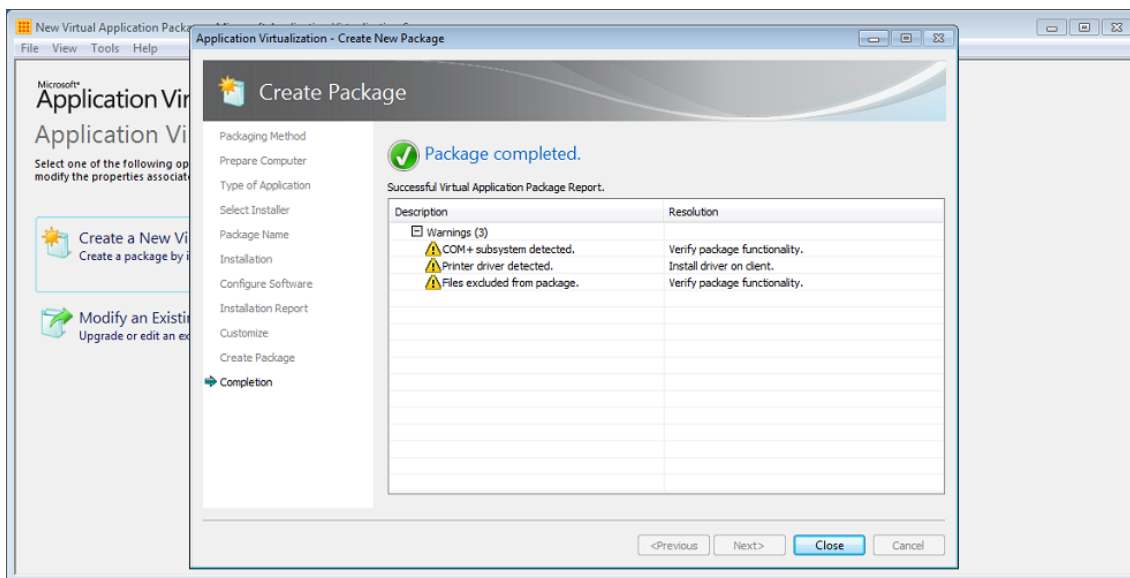 New Virtual Application Packa
File View Tools Help
Microsoft
Application Vir
Application Vi
Select one of the following op
modify the properties associat
Create a New Vi
Create a package by i
Modify an Existin
Upgrade or edit an ex
Application Virtualization - Create New Package
Create Package
Packaging Method
Prepare Computer
Type of Application
Select Installer
Package Name
Installation
Configure Software
Installation Report
Customize
Create Package
Completion
Package completed.
Successful Virtual Application Package Report.
Description Resolution
Warnings (3)
COM+ subsystem detected. Verify package functionality.
Printer driver detected. Install driver on client.
Files excluded from package. Verify package functionality.
<Previous Next> Close Cancel